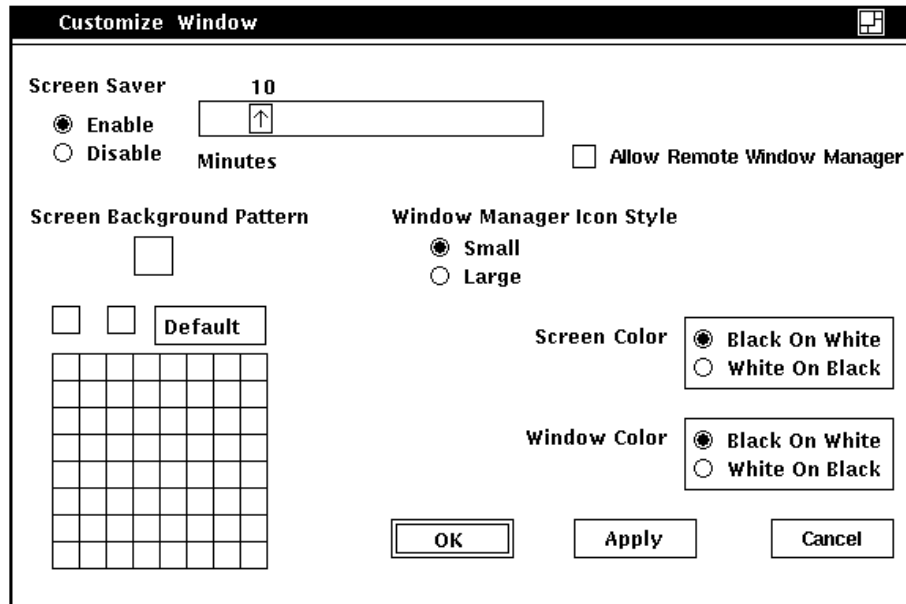 Customize Window
Screen Saver
10
Enable
Disable
Minutes
Allow Remote Window Manager
Screen Background Pattern
Default
Window Manager Icon Style
Small
Large
Screen Color
Black On White
White On Black
Window Color
Black On White
White On Black
OK
Apply
Cancel